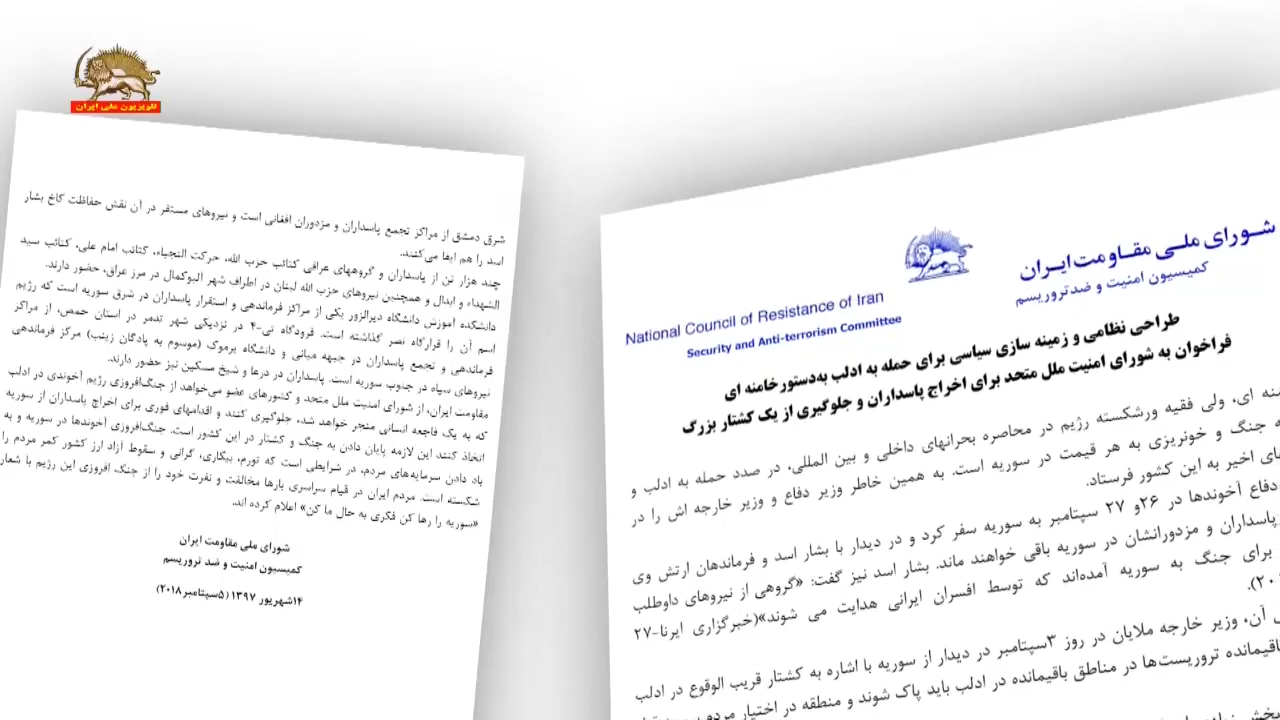 تلویزیون ملی ایران
شورای ملی مقاومت ایران
کمیسیون امنیت و ضد تروریسم
National Council of Resistance of Iran
Security and Anti-terrorism Committee
طراحی نظامی و زمینه سازی سیاسی برای حمله به ادلب به‌دستور خامنه ای
فراخوان به شورای امنیت ملل متحد برای اخراج پاسداران و جلوگیری از یک کشتار بزرگ
ای، ولی فقیه ورشکسته رژیم در محاصره بحرانهای داخلی و بین المللی، در صدد حمله به ادلب و
جنگ و خونریزی به هر قیمت در سوریه است. به همین خاطر وزیر دفاع و وزیر خارجه اش را در
اخیر به این کشور فرستاد.
دفاع آخوندها در ۲۶و ۲۷ سپتامبر به سوریه سفر کرد و در دیدار با بشار اسد و فرماندهان ارتش وی
پاسداران و مزدورانشان در سوریه باقی خواهند ماند. بشار اسد نیز گفت: «گروهی از نیروهای داوطلب
برای جنگ به سوریه آمده‌اند که توسط افسران ایرانی هدایت می شوند»(خبرگزاری ایرنا-۲۷
آن، وزیر خارجه ملایان در روز ۳سپتامبر در دیدار از سوریه با اشاره به کشتار قریب الوقوع در ادلب
باقیمانده تروریست‌ها در مناطق باقیمانده در ادلب باید پاک شوند و منطقه در اختیار مردم
شرق دمشق از مراکز تجمع پاسداران و مزدوران افغانی است و نیروهای مستقر در آن نقش حفاظت کاخ بشار
اسد را هم ایفا می‌کنند.
چند هزار تن از پاسداران و گروههای عراقی کتائب حزب الله، حرکت النجباء، کتائب امام علی، کتائب سید
الشهداء و ابدال و همچنین نیروهای حزب الله لبنان در اطراف شهر البوکمال در مرز عراق، حضور دارند.
دانشکده آموزش دانشگاه دیرالزور یکی از مراکز فرماندهی و استقرار پاسداران در شرق سوریه است که رژیم
اسم آن را قرارگاه نصر گذاشته است. فرودگاه تی-۴ در نزدیکی شهر تدمر در استان حمص، از مراکز
فرماندهی و تجمع پاسداران در جبهه میانی و دانشگاه یرموک (موسوم به پادگان زینب) مرکز فرماندهی
نیروهای سپاه در جنوب سوریه است. پاسداران در درعا و شیخ مسکین نیز حضور دارند.
مقاومت ایران، از شورای امنیت ملل متحد و کشورهای عضو می‌خواهد از جنگ‌افروزی رژیم آخوندی در ادلب
که به یک فاجعه انسانی منجر خواهد شد، جلوگیری کنند و اقدامهای فوری برای اخراج پاسداران از سوریه
اتخاذ کنند. این لازمه پایان دادن به جنگ و کشتار در این کشور است. جنگ‌افروزی آخوندها در سوریه و به
باد دادن سرمایه‌های مردم، در شرایطی است که تورم، بیکاری، گرانی و سقوط آزاد ارز کشور کمر مردم را
شکسته است. مردم ایران در قیام سراسری بارها مخالفت و نفرت خود را از جنگ افروزی این رژیم با شعار
«سوریه را رها کن فکری به حال ما کن» اعلام کرده اند.
شورای ملی مقاومت ایران
کمیسیون امنیت و ضد تروریسم
۱۴شهریور ۱۳۹۷ (۵سپتامبر۲۰۱۸)